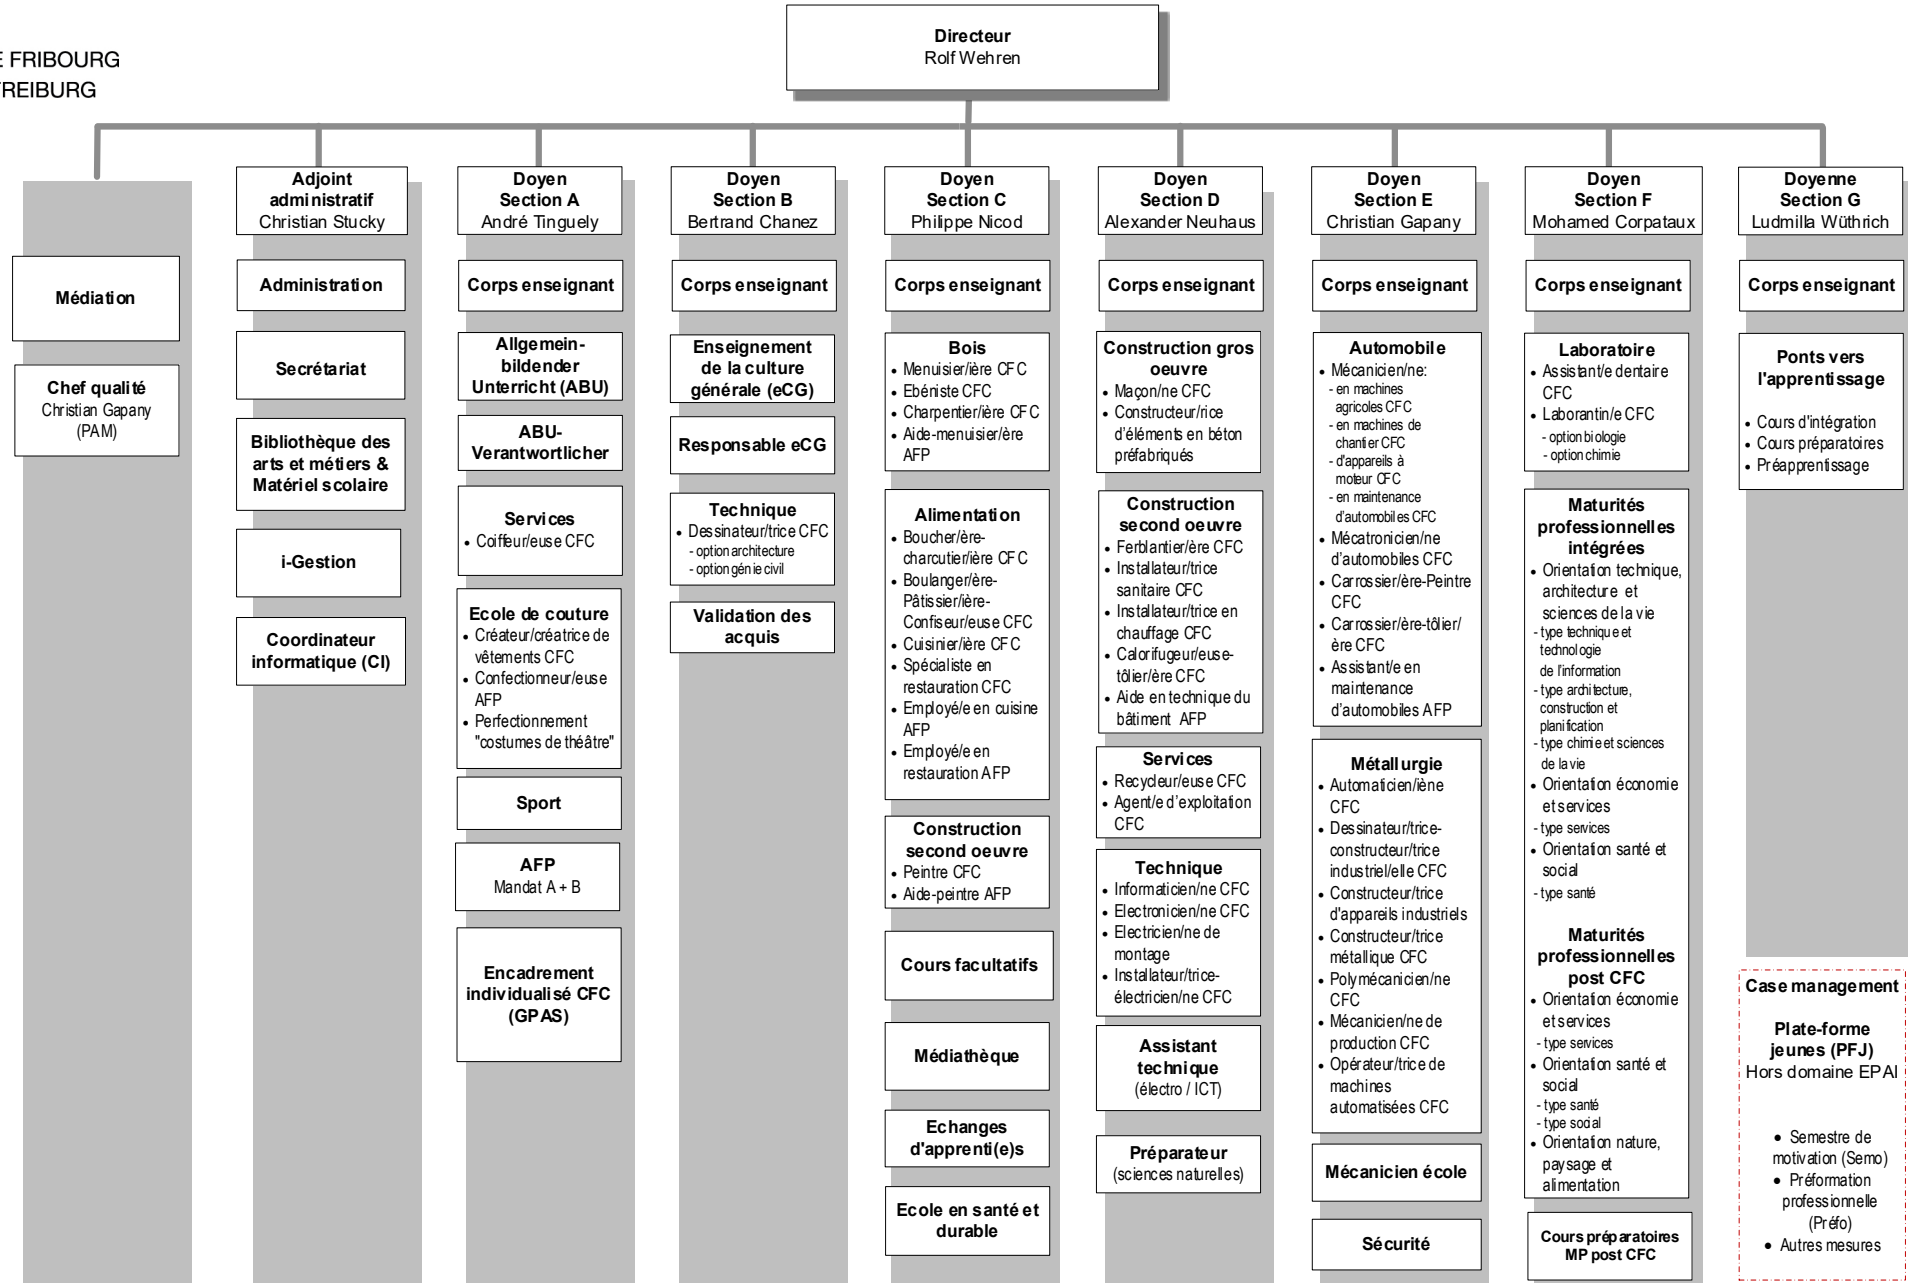 E FRIBOURG
FREIBURG
Directeur
Rolf Wehren
Médiation
Chef qualité
Christian Gapany
(PAM)
Adjoint
administratif
Christian Stucky
Administration
Secrétariat
Bibliothèque des
arts et métiers &
Matériel scolaire
i-Gestion
Coordinateur
informatique (CI)
Doyen
Section A
André Tinguely
Corps enseignant
Allgemein-
bildender
Unterricht (ABU)
ABU-
Verantwortlicher
Services
• Coiffeur/euse CFC
Ecole de couture
• Créateur/créatrice de
vêtements CFC
• Confectionneur/euse
AFP
• Perfectionnement
"costumes de théâtre"
Sport
AFP
Mandat A + B
Encadrement
individualisé CFC
(GPAS)
Doyen
Section B
Bertrand Chanez
Corps enseignant
Enseignement
de la culture
générale (eCG)
Responsable eCG
Technique
• Dessinateur/trice CFC
- option architecture
- option génie civil
Validation des
acquis
Doyen
Section C
Philippe Nicod
Corps enseignant
Bois
• Menuisier/ière CFC
• Ebéniste CFC
• Charpentier/ière CFC
• Aide-menuisier/ère
AFP
Alimentation
• Boucher/ère-
charcutier/ière CFC
• Boulanger/ère-
Pâtissier/ière-
Confiseur/euse CFC
• Cuisinier/ière CFC
• Spécialiste en
restauration CFC
• Employé/e en cuisine
AFP
• Employé/e en
restauration AFP
Construction
second oeuvre
• Peintre CFC
• Aide-peintre AFP
Cours facultatifs
Médiathèque
Echanges
d'apprenti(e)s
Ecole en santé et
durable
Doyen
Section D
Alexander Neuhaus
Corps enseignant
Construction gros
oeuvre
• Maçon/ne CFC
• Constructeur/rice
d'éléments en béton
préfabriqués
Construction
second oeuvre
• Ferblantier/ère CFC
• Installateur/trice
sanitaire CFC
• Installateur/trice en
chauffage CFC
• Calorifugeur/euse-
tôlier/ère CFC
• Aide en technique du
bâtiment AFP
Services
• Recycleur/euse CFC
• Agent/e d'exploitation
CFC
Technique
• Informaticien/ne CFC
• Electronicien/ne CFC
• Electricien/ne de
montage
• Installateur/trice-
électricien/ne CFC
Assistant
technique
(électro / ICT)
Préparateur
(sciences naturelles)
Doyen
Section E
Christian Gapany
Corps enseignant
Automobile
• Mécanicien/ne:
- en machines
agricoles CFC
- en machines de
chantier CFC
- d'appareils à
moteur CFC
- en maintenance
d'automobiles CFC
• Mécatronicien/ne
d'automobiles CFC
• Carrossier/ère-Peintre
CFC
• Carrossier/ère-tôlier/
ère CFC
• Assistant/e en
maintenance
d'automobiles AFP
Métallurgie
• Automaticien/iène
CFC
• Dessinateur/trice-
constructeur/trice
industriel/elle CFC
• Constructeur/trice
d'appareils industriels
• Constructeur/trice
métallique CFC
• Polymécanicien/ne
CFC
• Mécanicien/ne de
production CFC
• Opérateur/trice de
machines
automatisées CFC
Mécanicien école
Sécurité
Doyen
Section F
Mohamed Corpataux
Corps enseignant
Laboratoire
• Assistant/e dentaire
CFC
• Laborantin/e CFC
- option biologie
- option chimie
Maturités
professionnelles
intégrées
• Orientation technique,
architecture et
sciences de la vie
- type technique et
technologie
de l'information
- type architecture,
construction et
planification
- type chimie et sciences
de la vie
• Orientation économie
et services
- type services
• Orientation santé et
social
- type santé
Maturités
professionnelles
post CFC
• Orientation économie
et services
- type services
• Orientation santé et
social
- type santé
- type social
• Orientation nature,
paysage et
alimentation
Cours préparatoires
MP post CFC
Doyenne
Section G
Ludmilla Wüthrich
Corps enseignant
Ponts vers
l'apprentissage
• Cours d'intégration
• Cours préparatoires
• Préapprentissage
Case management
Plate-forme
jeunes (PFJ)
Hors domaine EPAI
• Semestre de
motivation (Semo)
• Préformation
professionnelle
(Préfo)
• Autres mesures